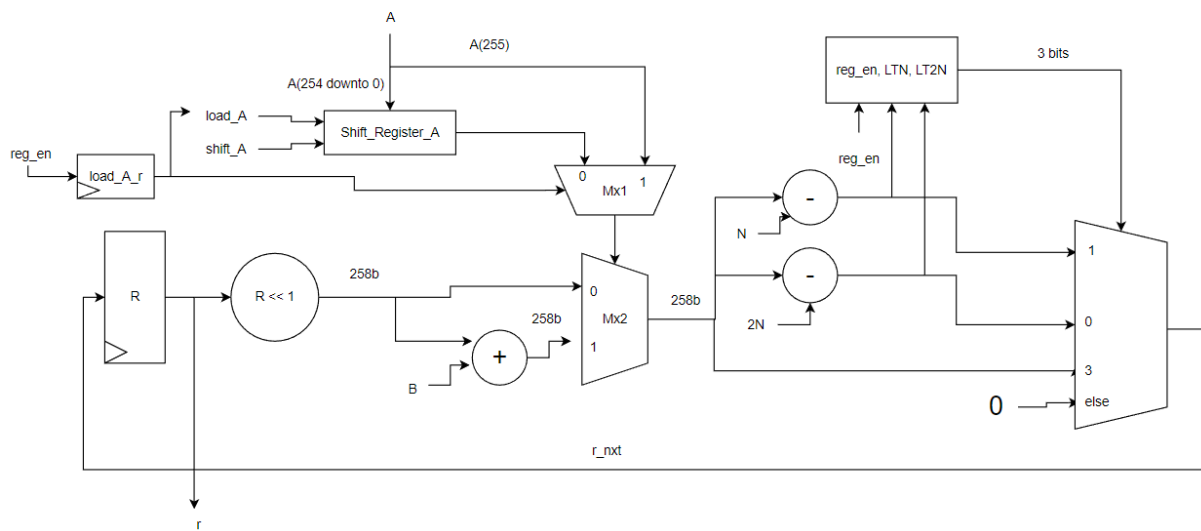 A
A(255)
A(254 downto 0)
load_A
shift_A
Shift_Register_A
reg_en
load_A_r
0
1
Mx1
reg_en, LTN, LT2N
3 bits
reg_en
-
N
-
2N
R
R << 1
258b
258b
+
B
0
Mx2
1
258b
1
0
3
else
0
r_nxt
r